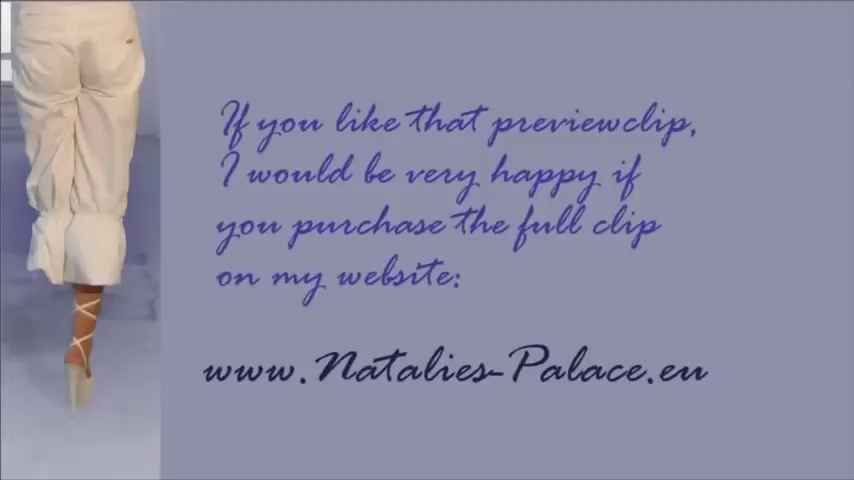 If you like that previewclip,
I would be very happy if
you purchase the full clip
on my website:
www.Natalies-Palace.eu